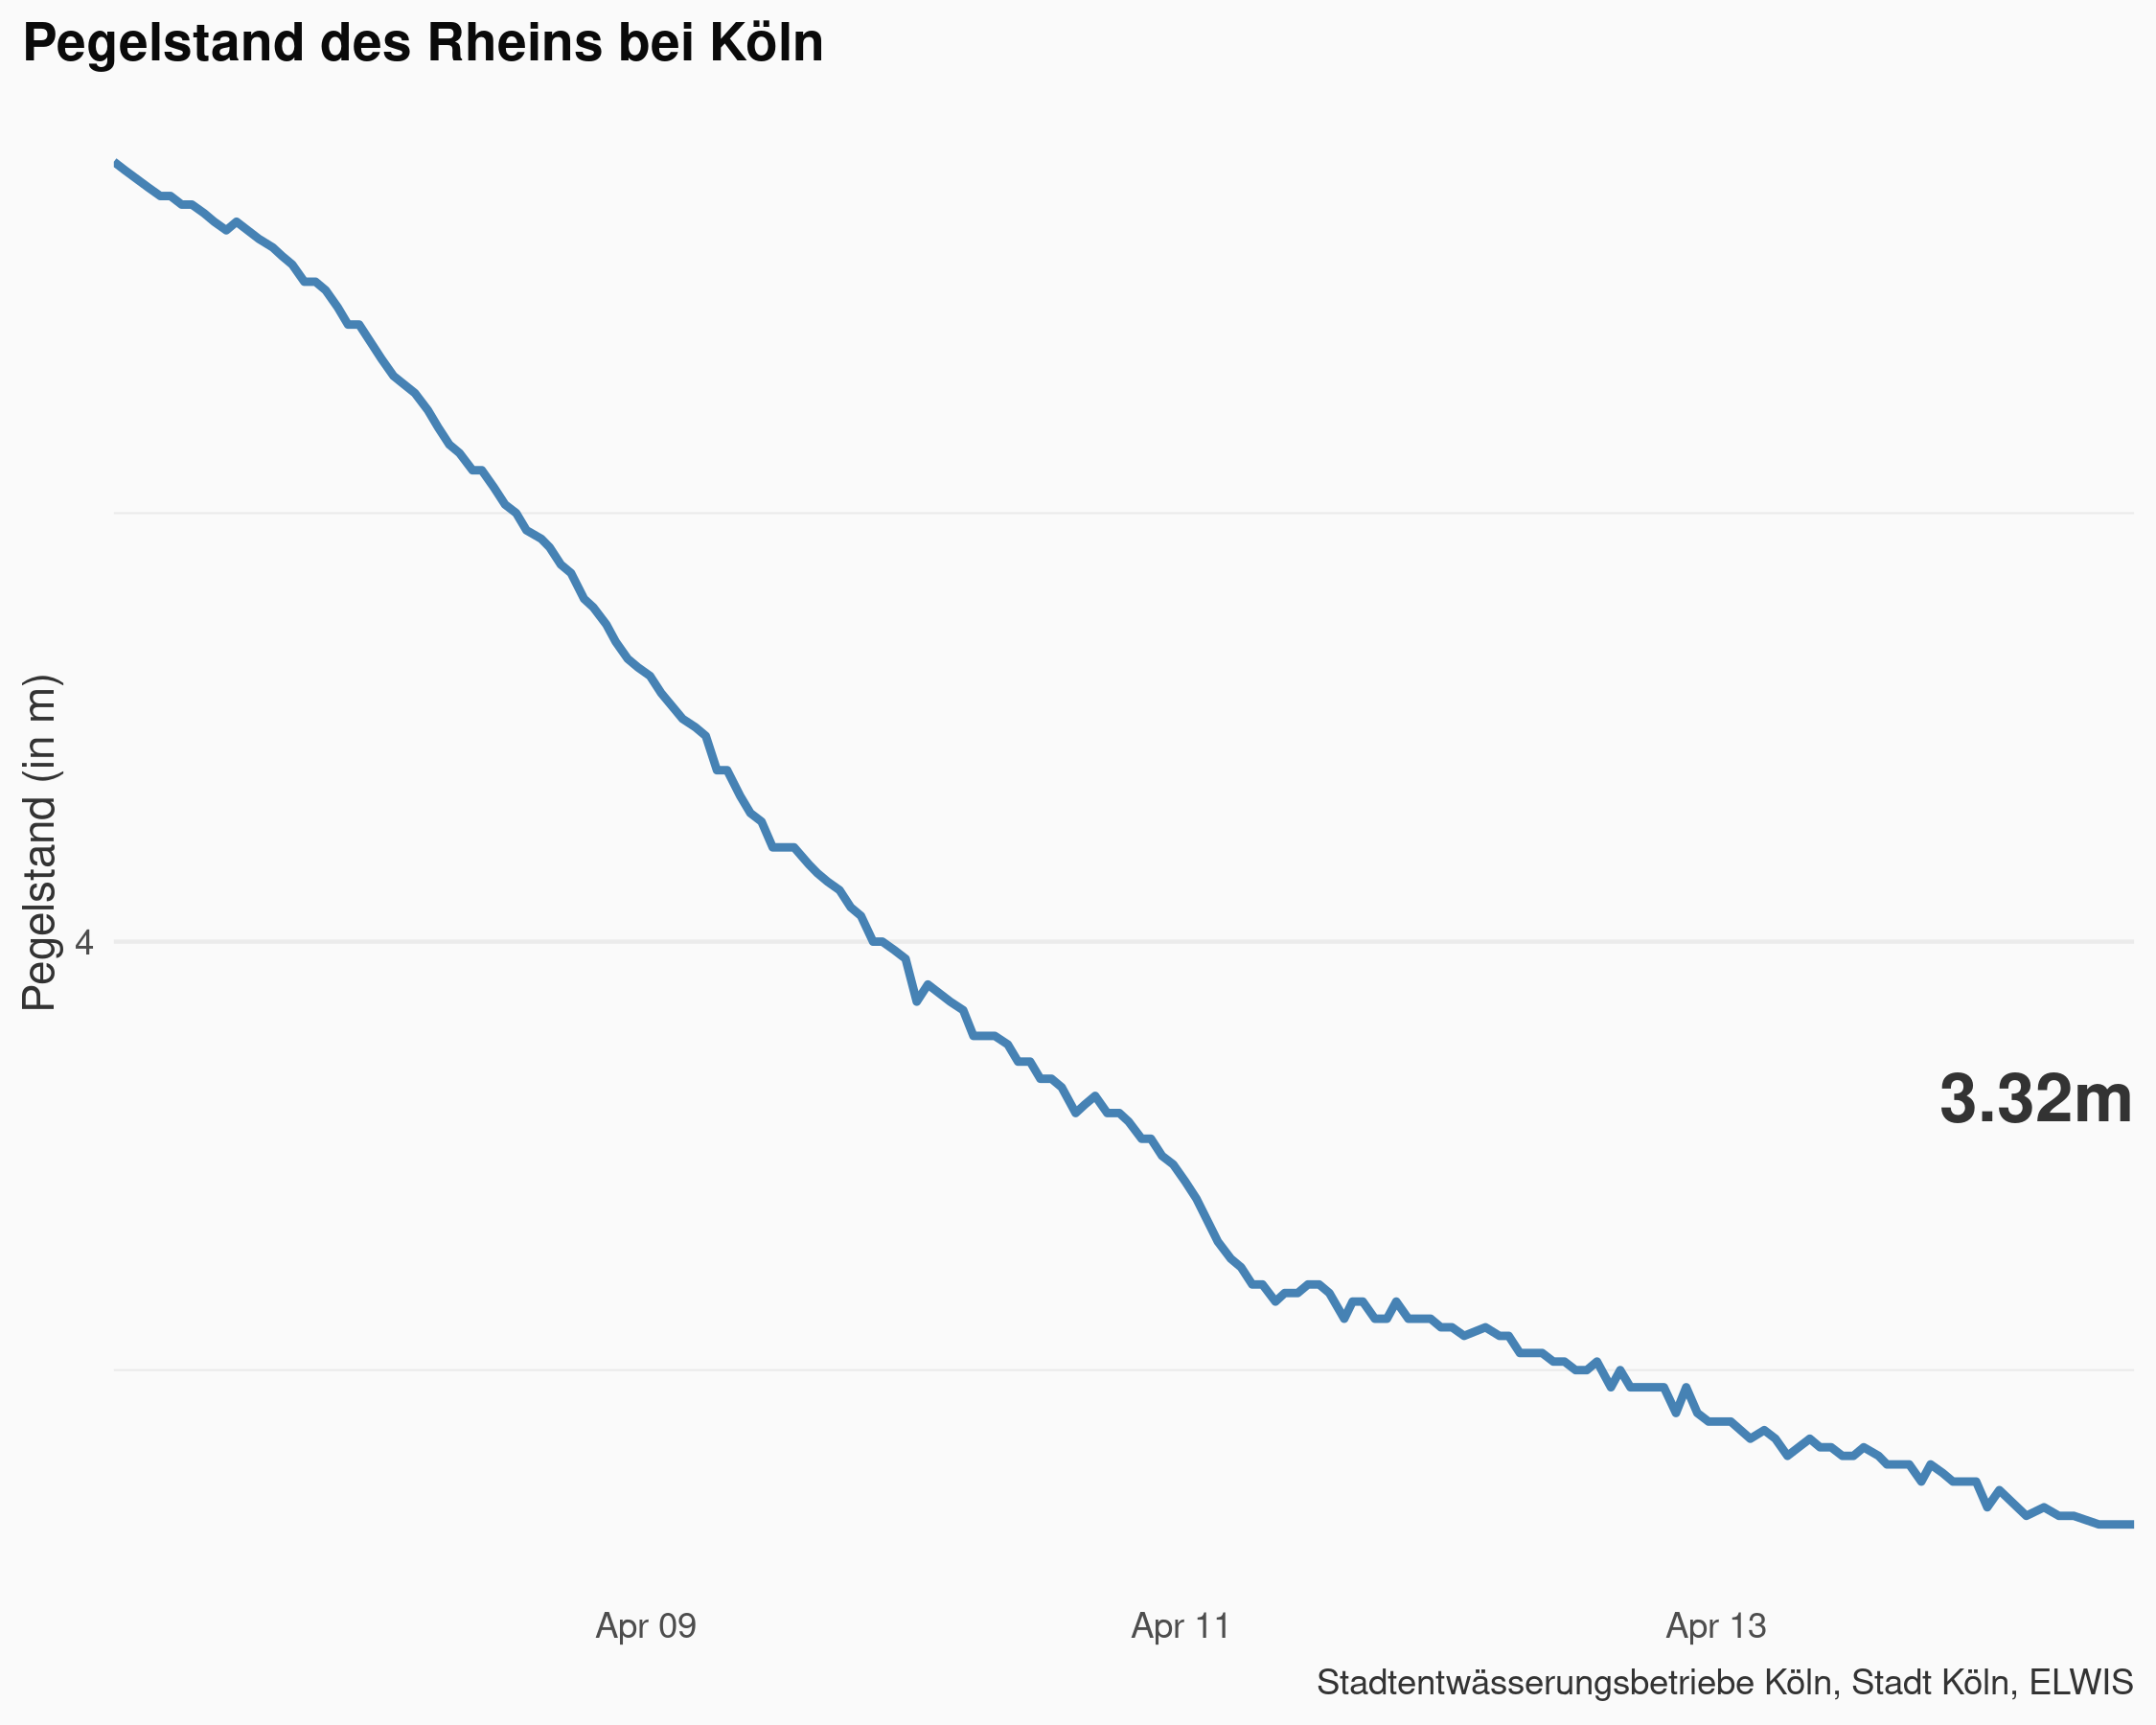 Pegelstand des Rheins bei Köln
Pegelstand (in m)
4
3.32m
Apr 09
Apr 11
Apr 13
Stadtentwässerungsbetriebe Köln, Stadt Köln, ELWIS